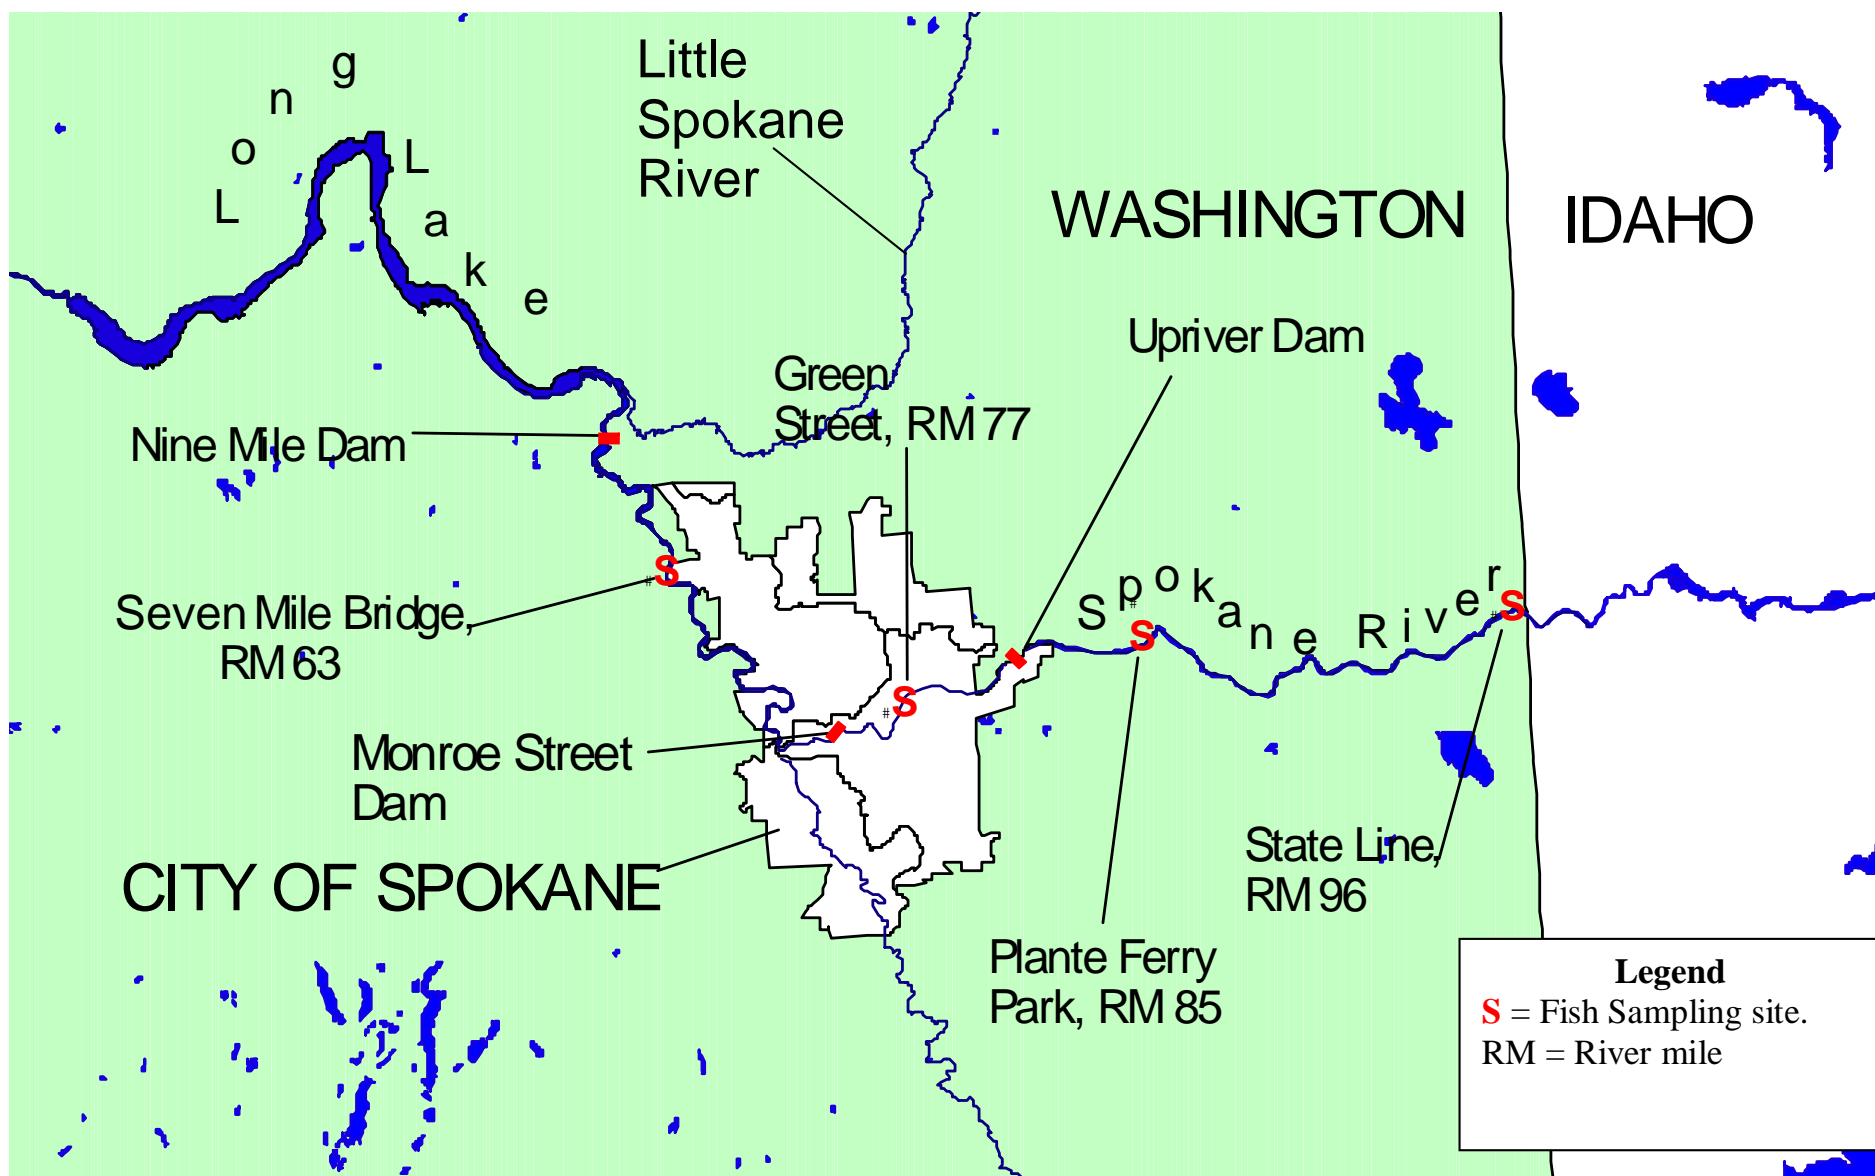 Long Lake
Little
Spokane
River
WASHINGTON
IDAHO
Upriver Dam
Green
Street, RM 77
Nine Mile Dam
Seven Mile Bridge,
RM 63
Spokane River
S
S
S
S
#
#
#
#
Monroe Street
Dam
CITY OF SPOKANE
State Line,
RM 96
Plante Ferry
Park, RM 85
Legend
S = Fish Sampling site.
RM = River mile